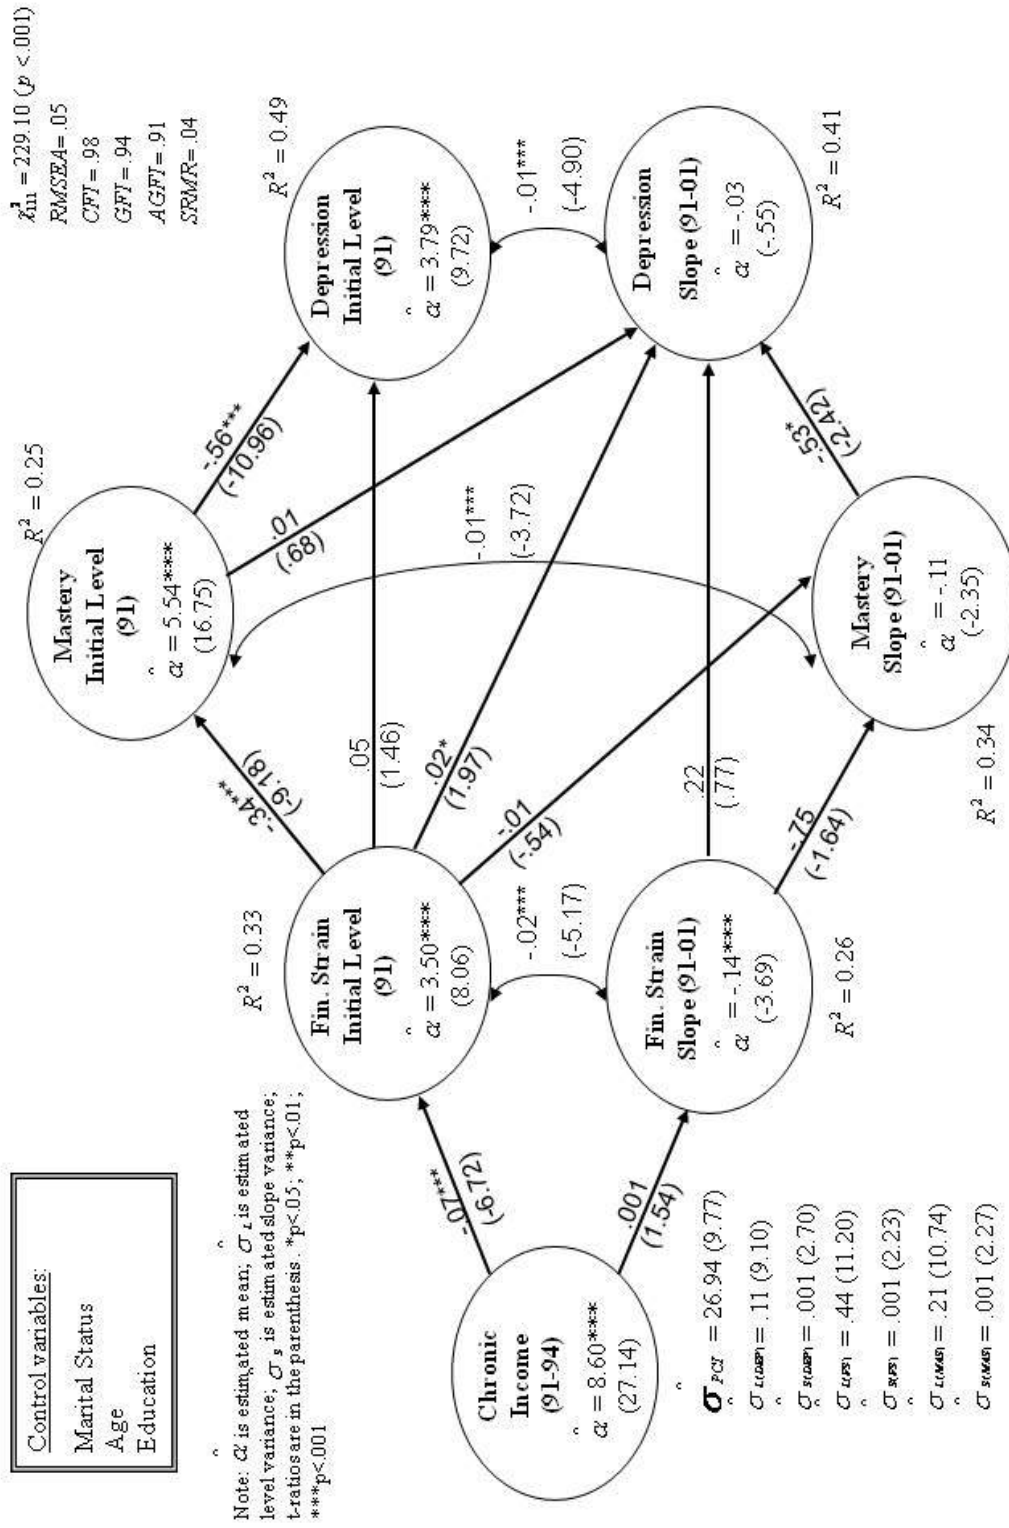 Control variables:
Marital Status
Age
Education
Note: α̂ is estimated mean; σ̂ L is estimated
level variance; σ̂ s is estimated slope variance;
t-ratios are in the parenthesis. *p<.05; **p<.01;
***p<.001
χ²111 = 229.10 (p <.001)
RMSEA=.05
CFI=.98
GFI=.94
AGFI=.91
SRMR=.04
Chronic
Income
(91-94)
α̂ = 8.60***
(27.14)
-.07***
(-6.72)
.001
(1.54)
R² = 0.33
Fin. Strain
Initial Level
(91)
α̂ = 3.50***
(8.06)
-.02***
(-5.17)
Fin. Strain
Slope (91-01)
α̂ = -.14***
(-3.69)
R² = 0.26
-.34***
(-9.18)
.05
(1.46)
.02*
(1.97)
-.01
(-.54)
.22
(.77)
-.75
(-1.64)
R² = 0.25
Mastery
Initial Level
(91)
α̂ = 5.54***
(16.75)
-.01***
(-3.72)
Mastery
Slope (91-01)
α̂ = -.11
(-2.35)
R² = 0.34
-.56***
(-10.96)
.01
(.68)
-.53*
(-2.42)
R² = 0.49
Depression
Initial Level
(91)
α̂ = 3.79***
(9.72)
-.01***
(-4.90)
Depression
Slope (91-01)
α̂ = -.03
(-.55)
R² = 0.41
σ̂ PCI = 26.94 (9.77)
σ̂ L(DEP) = .11 (9.10)
σ̂ S(DEP) = .001 (2.70)
σ̂ L(FS) = .44 (11.20)
σ̂ S(FS) = .001 (2.23)
σ̂ L(MAS) = .21 (10.74)
σ̂ S(MAS) = .001 (2.27)